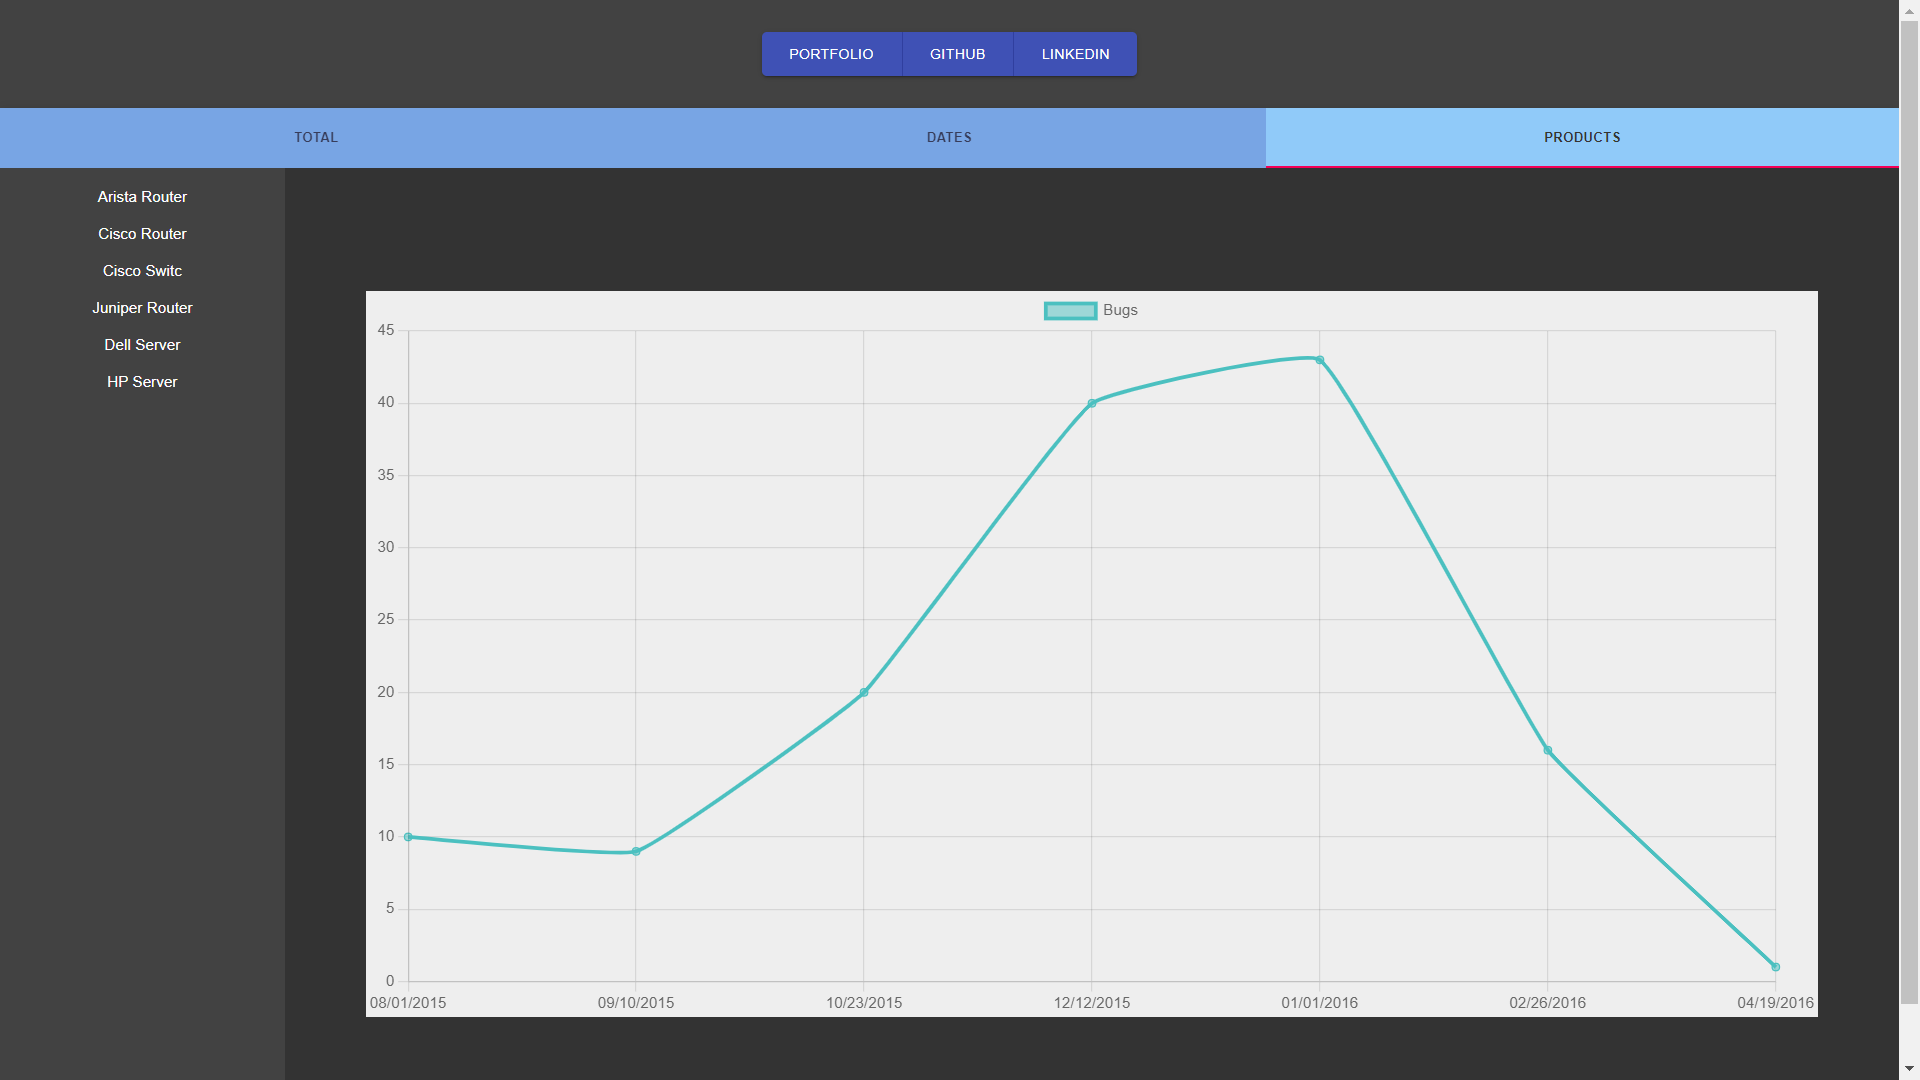 PORTFOLIO GITHUB LINKEDIN
TOTAL DATES PRODUCTS
Arista Router
Cisco Router
Cisco Switc
Juniper Router
Dell Server
HP Server
Bugs
45
40
35
30
25
20
15
10
5
0
08/01/2015 09/10/2015 10/23/2015 12/12/2015 01/01/2016 02/26/2016 04/19/2016